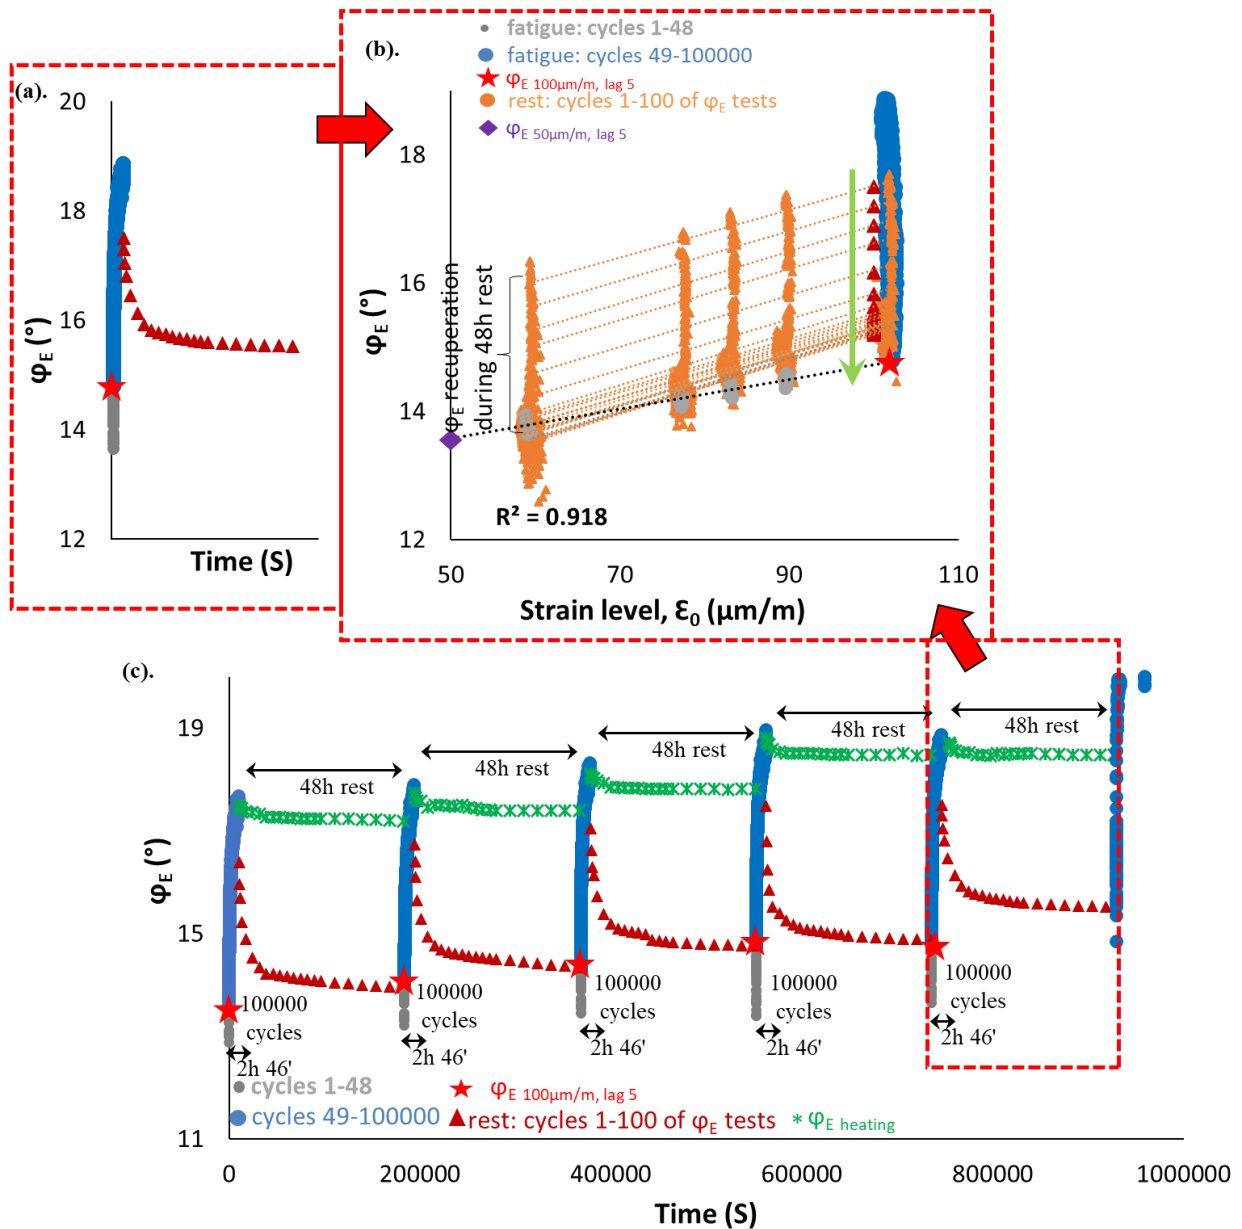 (a).
20
18
16
14
12
φE (°)
Time (S)
(b).
fatigue: cycles 1-48
fatigue: cycles 49-100000
φE 100µm/m, lag 5
rest: cycles 1-100 of φE tests
φE 50µm/m, lag 5
18
16
14
12
φE (°)
φE recuperation
during 48h rest
R² = 0.918
50
70
90
110
Strain level, Ɛ0 (µm/m)
(c).
19
15
11
φE (°)
48h rest
48h rest
48h rest
48h rest
48h rest
100000
cycles
2h 46'
100000
cycles
2h 46'
100000
cycles
2h 46'
100000
cycles
2h 46'
100000
cycles
2h 46'
cycles 1-48
φE 100µm/m, lag 5
cycles 49-100000
rest: cycles 1-100 of φE tests
φE heating
0
200000
400000
600000
800000
1000000
Time (S)